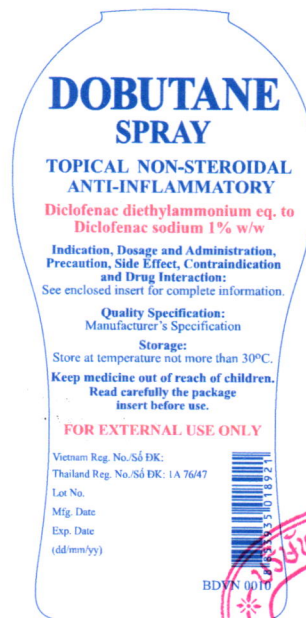 DOBUTANE
SPRAY
TOPICAL NON-STEROIDAL
ANTI-INFLAMMATORY
Diclofenac diethylammonium eq. to
Diclofenac sodium 1% w/w
Indication, Dosage and Administration,
Precaution, Side Effect, Contraindication
and Drug Interaction:
See enclosed insert for complete information.
Quality Specification:
Manufacturer's Specification
Storage:
Store at temperature not more than 30°C.
Keep medicine out of reach of children.
Read carefully the package
insert before use.
FOR EXTERNAL USE ONLY
Vietnam Reg. No./Số ĐK:
Thailand Reg. No./Số ĐK: 1A 76/47
Lot No.
Mfg. Date
Exp. Date
(dd/mm/yy)
BDVN 0010